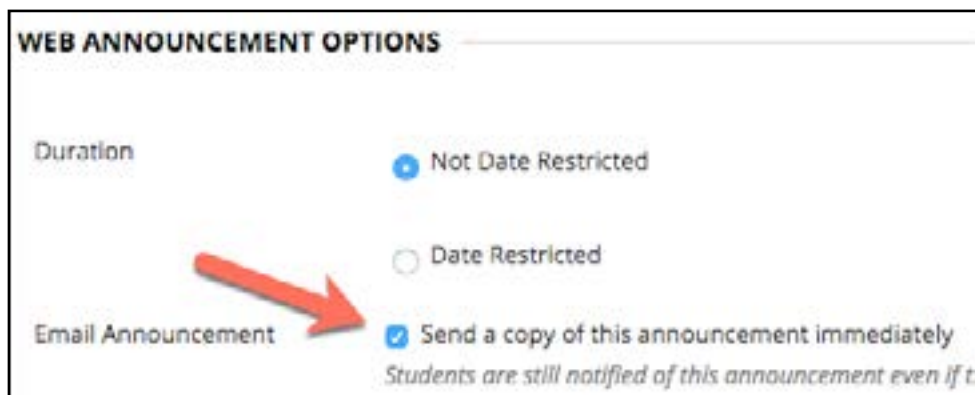 WEB ANNOUNCEMENT OPTIONS
Duration
Not Date Restricted
Date Restricted
Email Announcement
Send a copy of this announcement immediately
Students are still notified of this announcement even if